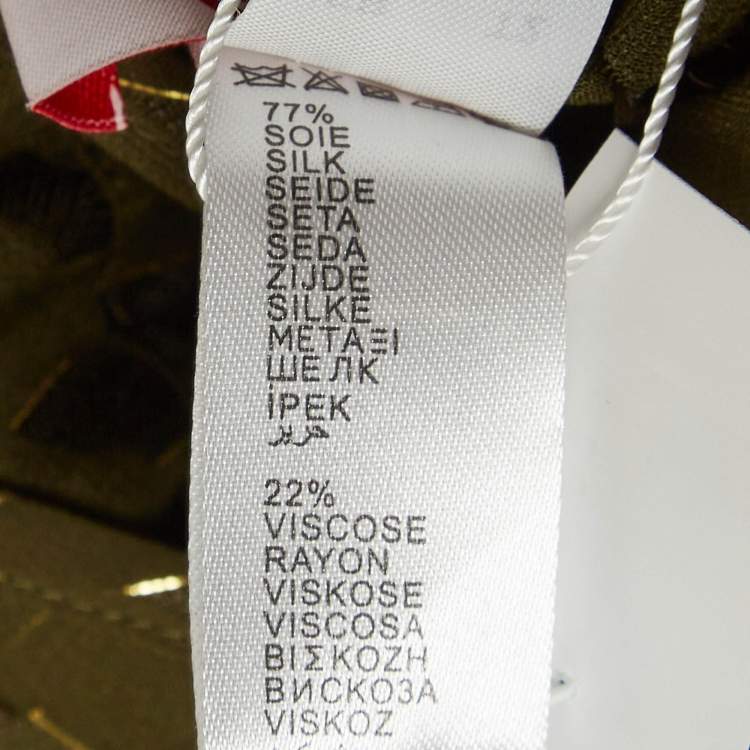 77%
SOIE
SILK
SEIDE
SETA
SEDA
ZIJDE
SILKE
ΜΕΤΑΞΙ
ШЕЛК
İPEK
حرير
22%
VISCOSE
RAYON
VISKOSE
VISCOSA
ΒΙΣΚΟΖΗ
ВИСКОЗА
VISKOZ